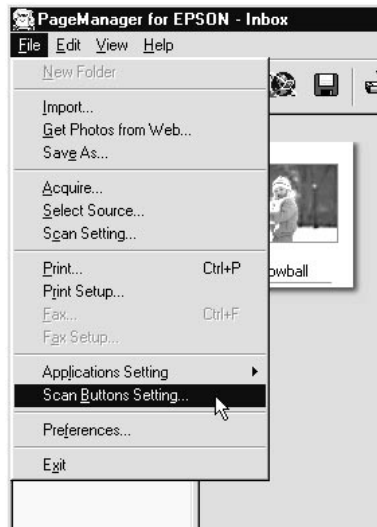 PageManager for EPSON - Inbox
File Edit View Help
New Folder
Import...
Get Photos from Web...
Save As...
Acquire...
Select Source...
Scan Setting...
Print... Ctrl+P
Print Setup...
Fax... Ctrl+F
Fax Setup...
Applications Setting
Scan Buttons Setting...
Preferences...
Exit
owball